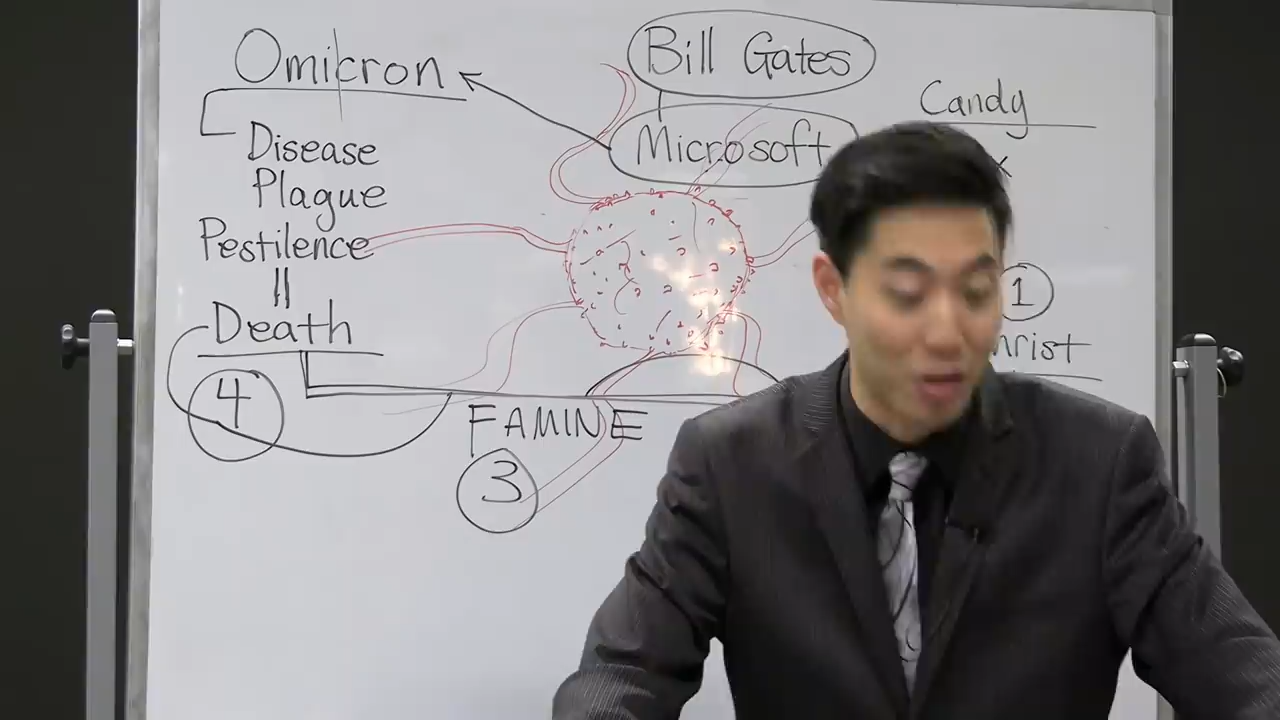 Omicron
Disease
Plague
Pestilence
Death
4
Bill Gates
Microsoft
FAMINE
3
Candy
1